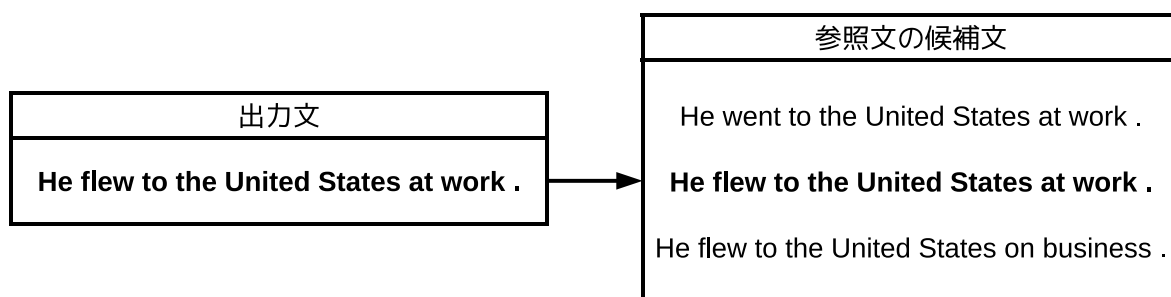 出力文
He flew to the United States at work .
参照文の候補文
He went to the United States at work .
He flew to the United States at work .
He flew to the United States on business .